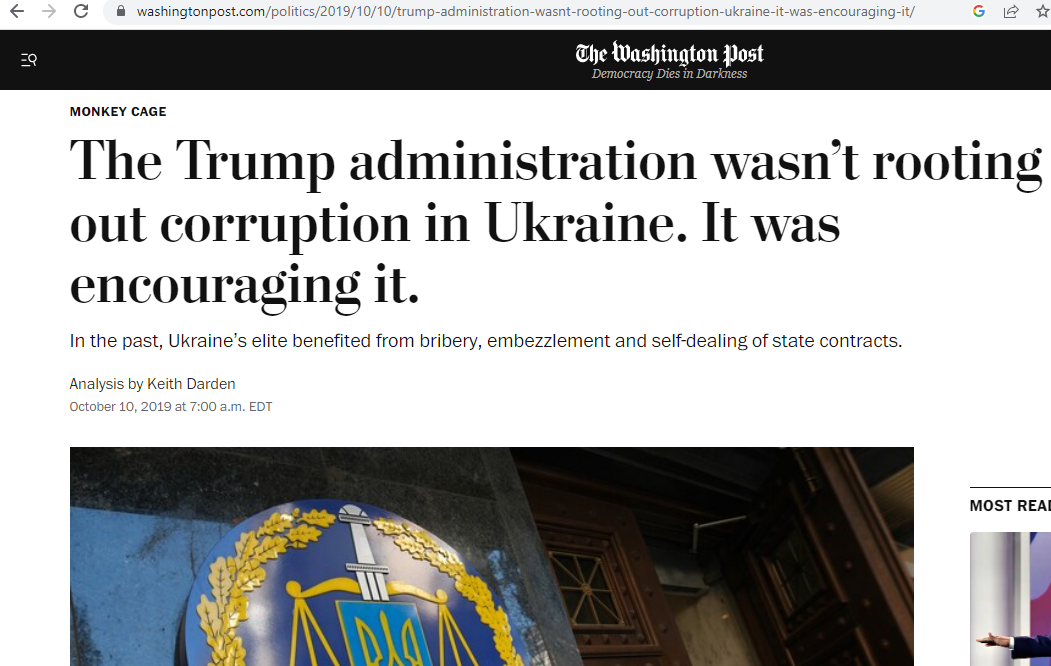 washingtonpost.com/politics/2019/10/10/trump-administration-wasnt-rooting-out-corruption-ukraine-it-was-encouraging-it/
The Washington Post
Democracy Dies in Darkness
MONKEY CAGE
The Trump administration wasn’t rooting
out corruption in Ukraine. It was
encouraging it.
In the past, Ukraine’s elite benefited from bribery, embezzlement and self-dealing of state contracts.
Analysis by Keith Darden
October 10, 2019 at 7:00 a.m. EDT
MOST REA